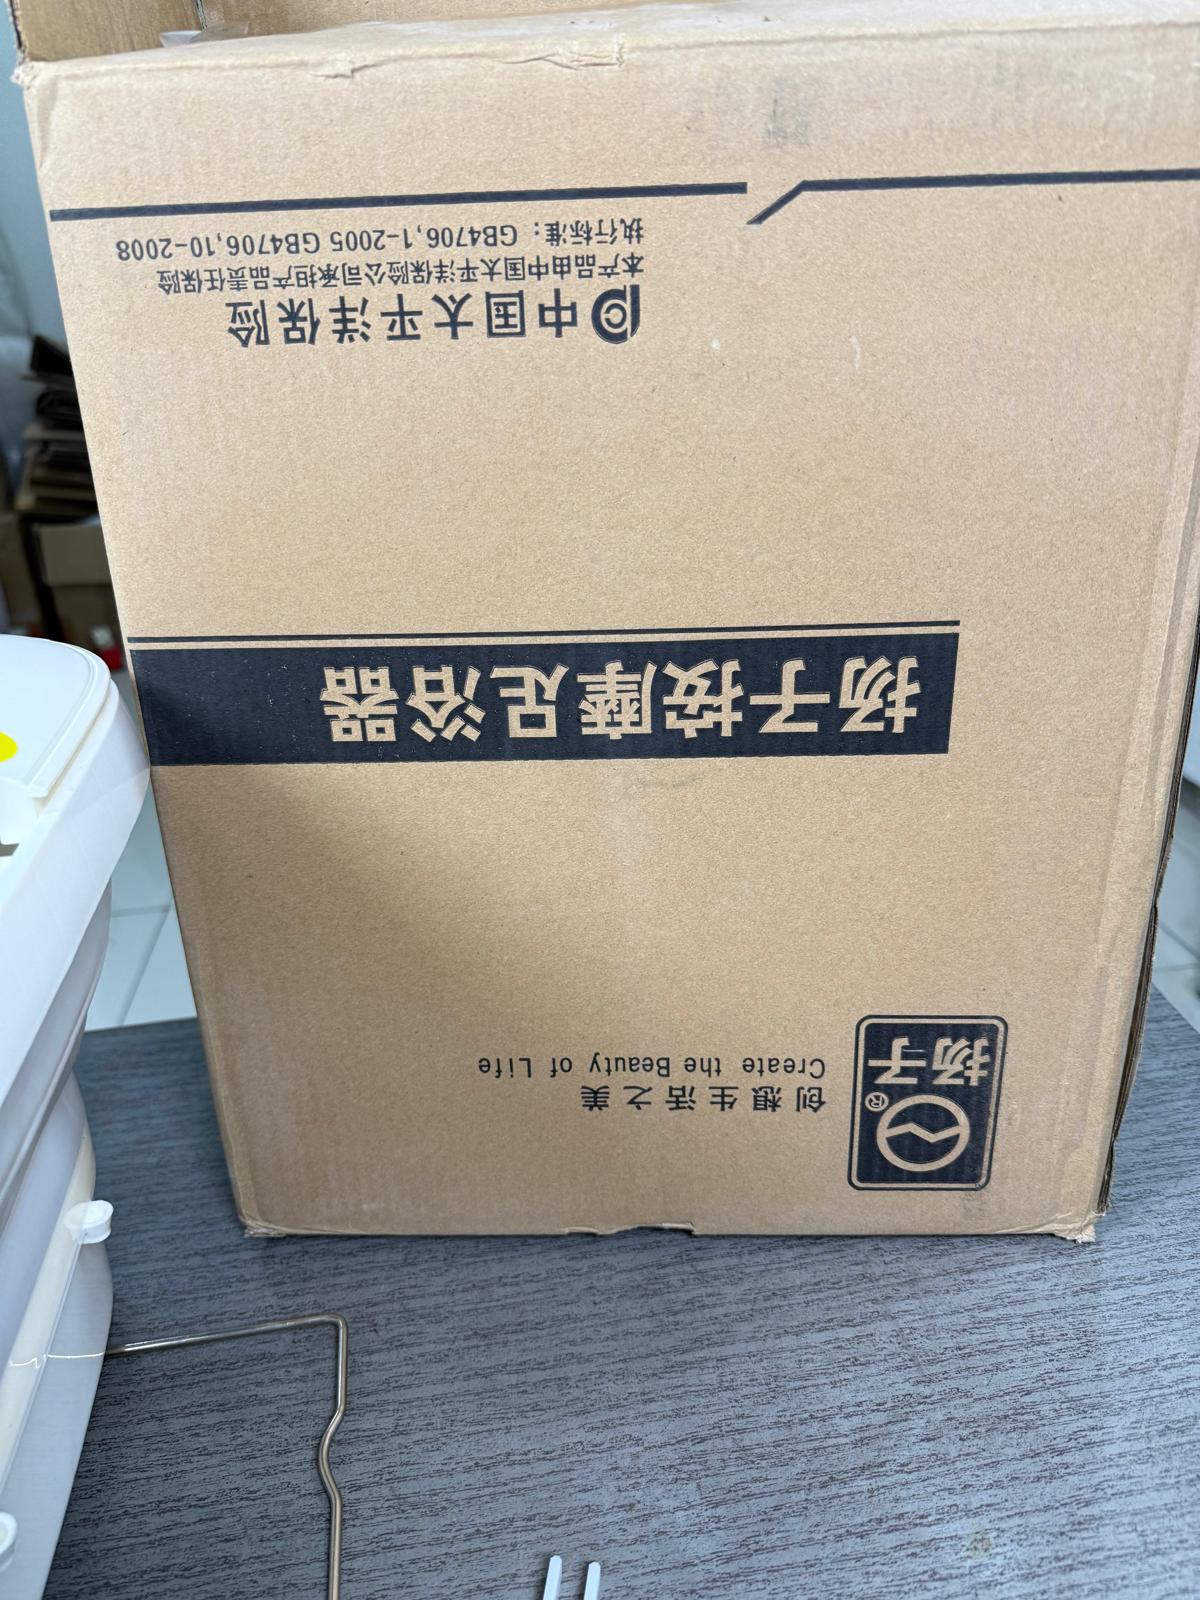 扬子®
创想生活之美
Create the Beauty of Life
扬子按摩足浴器
中国太平洋保险
本产品由中国太平洋保险公司承担产品责任保险
执行标准：GB4706,1-2005 GB4706,10-2008